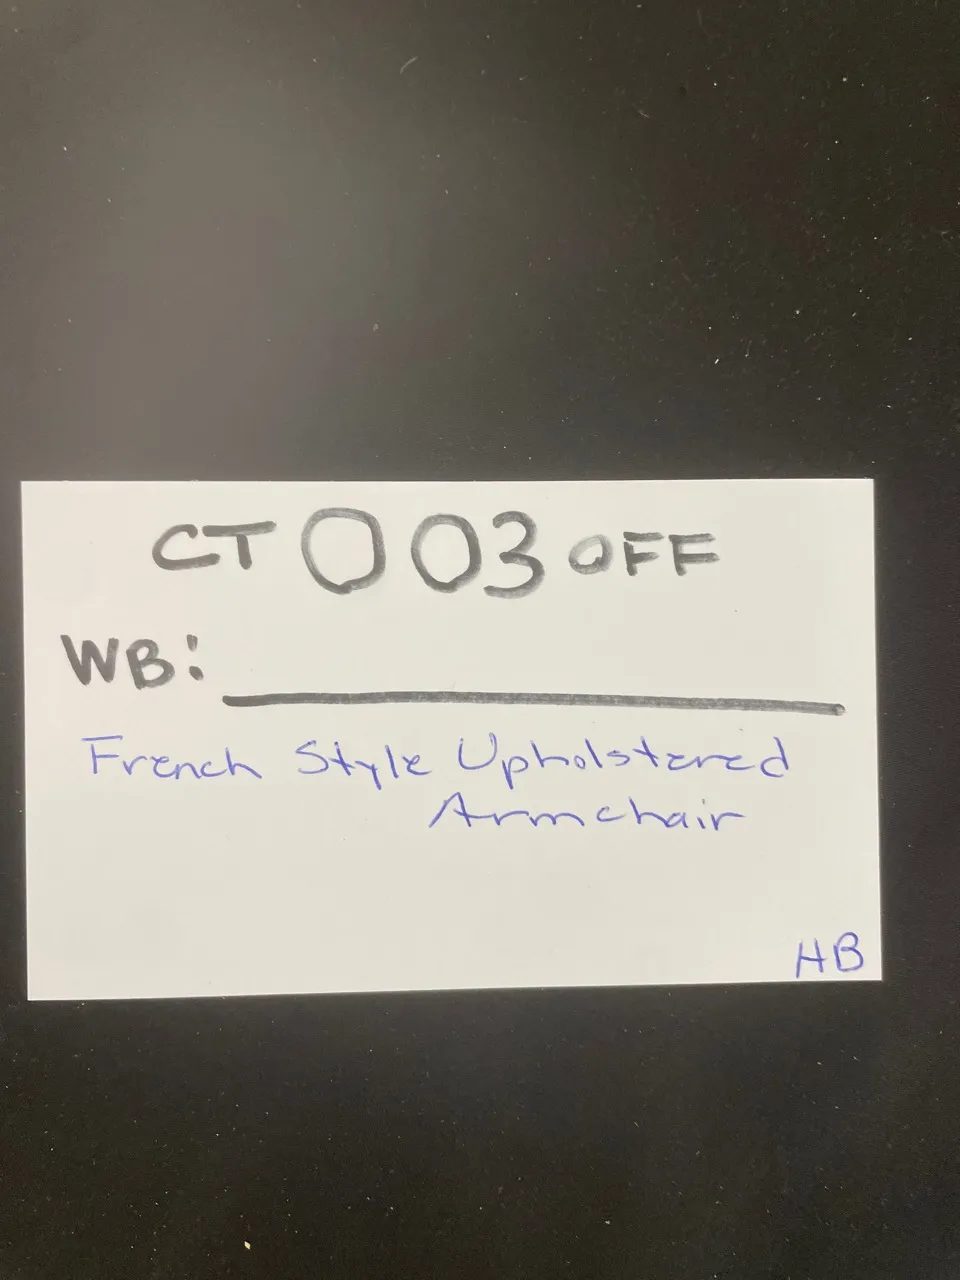 CT 003 OFF
WB:
French Style Upholstered
Armchair
HB